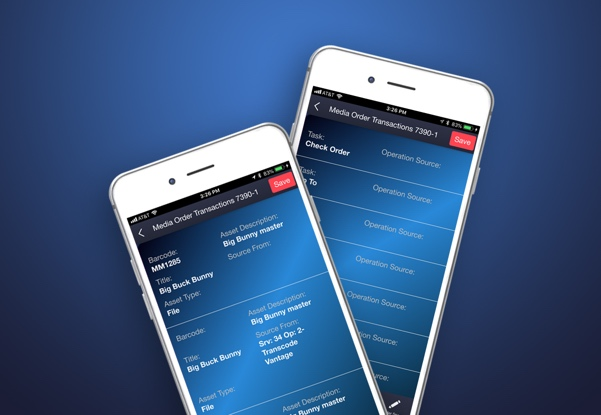 AT&T 3:26 PM 83%
Media Order Transactions 7390-1 Save
Barcode:
MM1285
Asset Description:
Big Bunny master
Title:
Big Buck Bunny
Source From:
Asset Type:
File
Barcode:
Asset Description:
Big Bunny master
Title:
Big Buck Bunny
Source From:
Srv: 34 Op: 2-
Transcode
Vantage
Asset Type:
File
Asset Description:
Big Bunny master
AT&T 3:26 PM 83%
Media Order Transactions 7390-1 Save
Task:
Check Order
Operation Source:
Task:
To
Operation Source:
Operation Source:
Operation Source:
Operation Source: